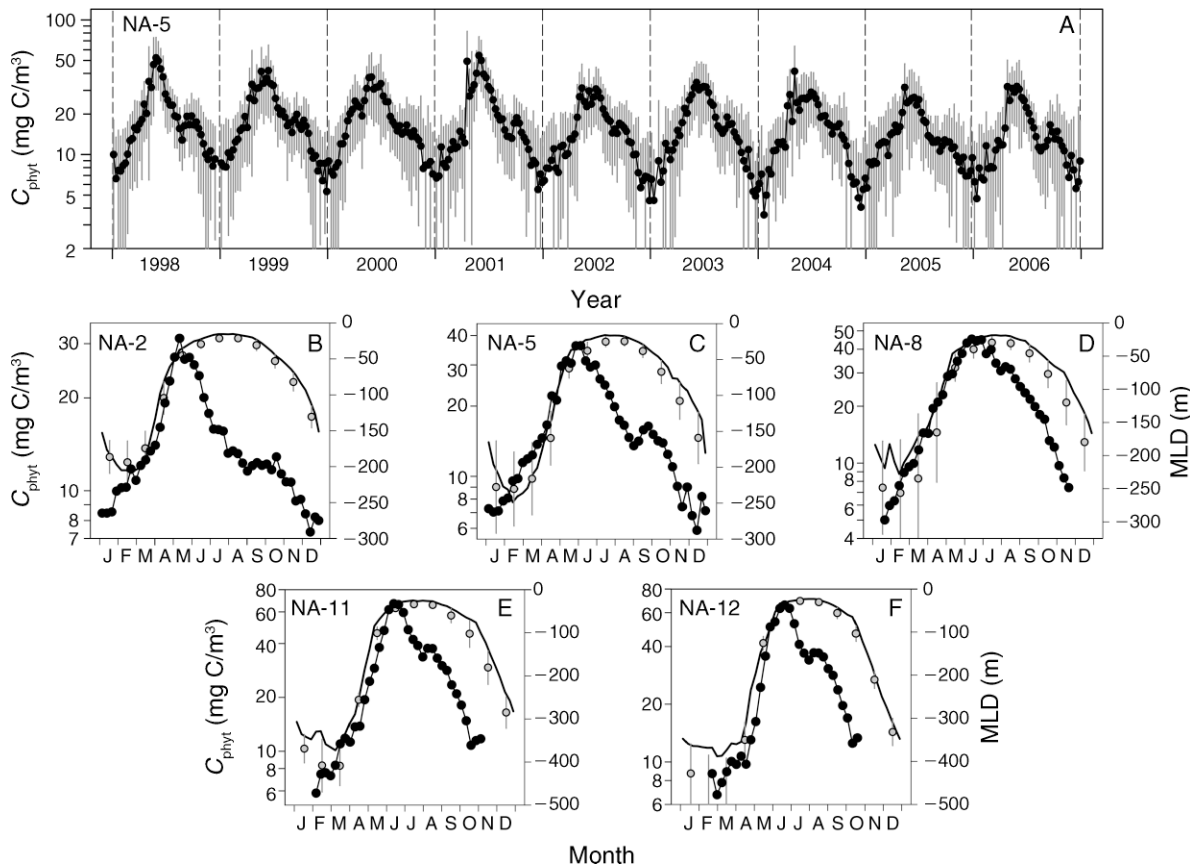 NA-5
A
C_phyt (mg C/m³)
100
50
20
10
5
2
1998 1999 2000 2001 2002 2003 2004 2005 2006
Year
NA-2
B
C_phyt (mg C/m³)
30
20
10
8
7
0
−50
−100
−150
−200
−250
−300
J F M A M J J A S O N D
NA-5
C
40
30
20
10
8
6
0
−50
−100
−150
−200
−250
−300
J F M A M J J A S O N D
NA-8
D
50
40
30
20
10
8
6
4
0
−50
−100
−150
−200
−250
−300
MLD (m)
J F M A M J J A S O N D
NA-11
E
C_phyt (mg C/m³)
80
60
40
20
10
8
6
0
−100
−200
−300
−400
−500
J F M A M J J A S O N D
NA-12
F
80
60
40
20
10
8
6
0
−100
−200
−300
−400
−500
MLD (m)
J F M A M J J A S O N D
Month